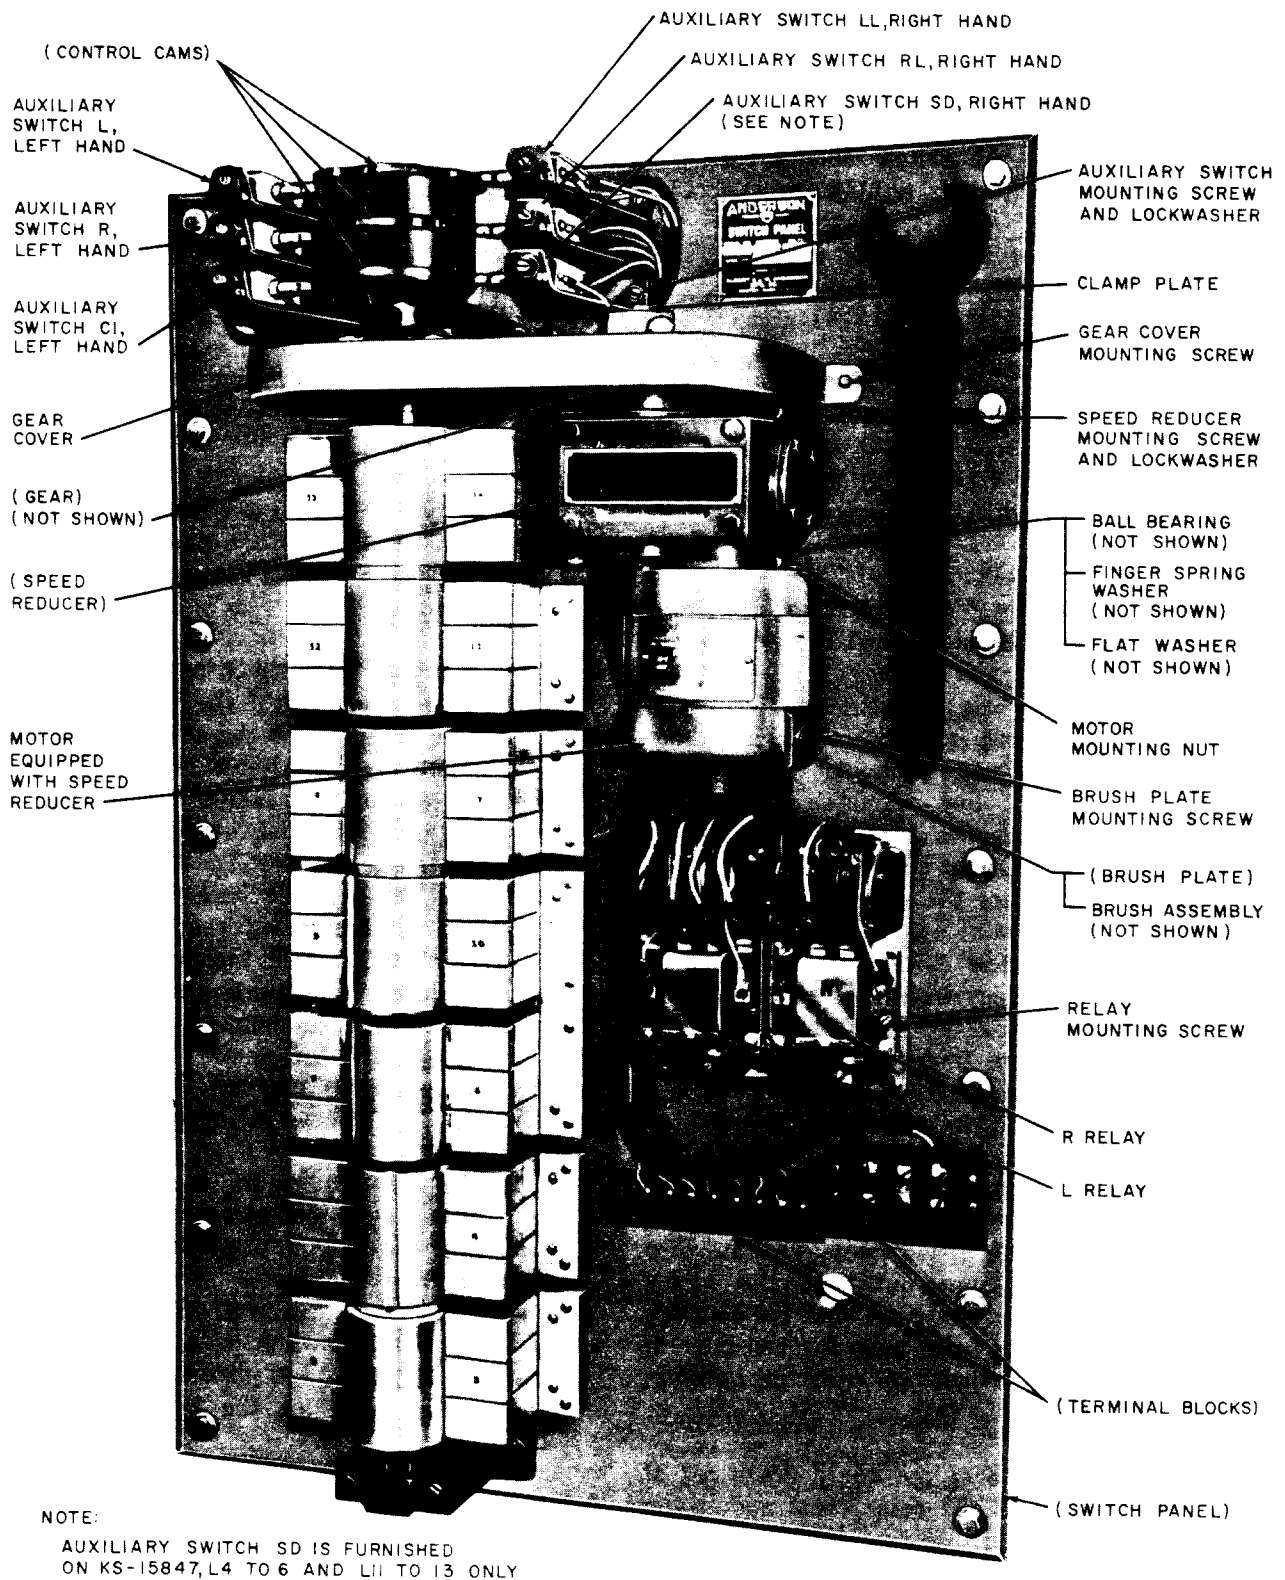 AUXILIARY SWITCH LL, RIGHT HAND
(CONTROL CAMS)
AUXILIARY SWITCH RL, RIGHT HAND
AUXILIARY
SWITCH L,
LEFT HAND
AUXILIARY SWITCH SD, RIGHT HAND
(SEE NOTE)
AUXILIARY SWITCH
MOUNTING SCREW
AND LOCKWASHER
AUXILIARY
SWITCH R,
LEFT HAND
ANDERSON
SWITCH PANEL
CLAMP PLATE
AUXILIARY
SWITCH CI,
LEFT HAND
GEAR COVER
MOUNTING SCREW
GEAR
COVER
SPEED REDUCER
MOUNTING SCREW
AND LOCKWASHER
(GEAR)
(NOT SHOWN)
13
14
BALL BEARING
(NOT SHOWN)
(SPEED
REDUCER)
FINGER SPRING
WASHER
(NOT SHOWN)
12
11
FLAT WASHER
(NOT SHOWN)
MOTOR
EQUIPPED
WITH SPEED
REDUCER
MOTOR
MOUNTING NUT
7
BRUSH PLATE
MOUNTING SCREW
(BRUSH PLATE)
BRUSH ASSEMBLY
(NOT SHOWN)
10
RELAY
MOUNTING SCREW
R RELAY
L RELAY
(TERMINAL BLOCKS)
(SWITCH PANEL)
NOTE:
AUXILIARY SWITCH SD IS FURNISHED
ON KS-15847, L4 TO 6 AND L11 TO 13 ONLY